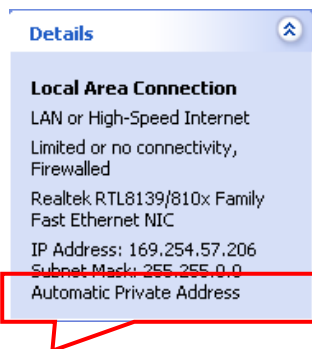 Details
Local Area Connection
LAN or High-Speed Internet
Limited or no connectivity,
Firewalled
Realtek RTL8139/810x Family
Fast Ethernet NIC
IP Address: 169.254.57.206
Subnet Mask: 255.255.0.0
Automatic Private Address